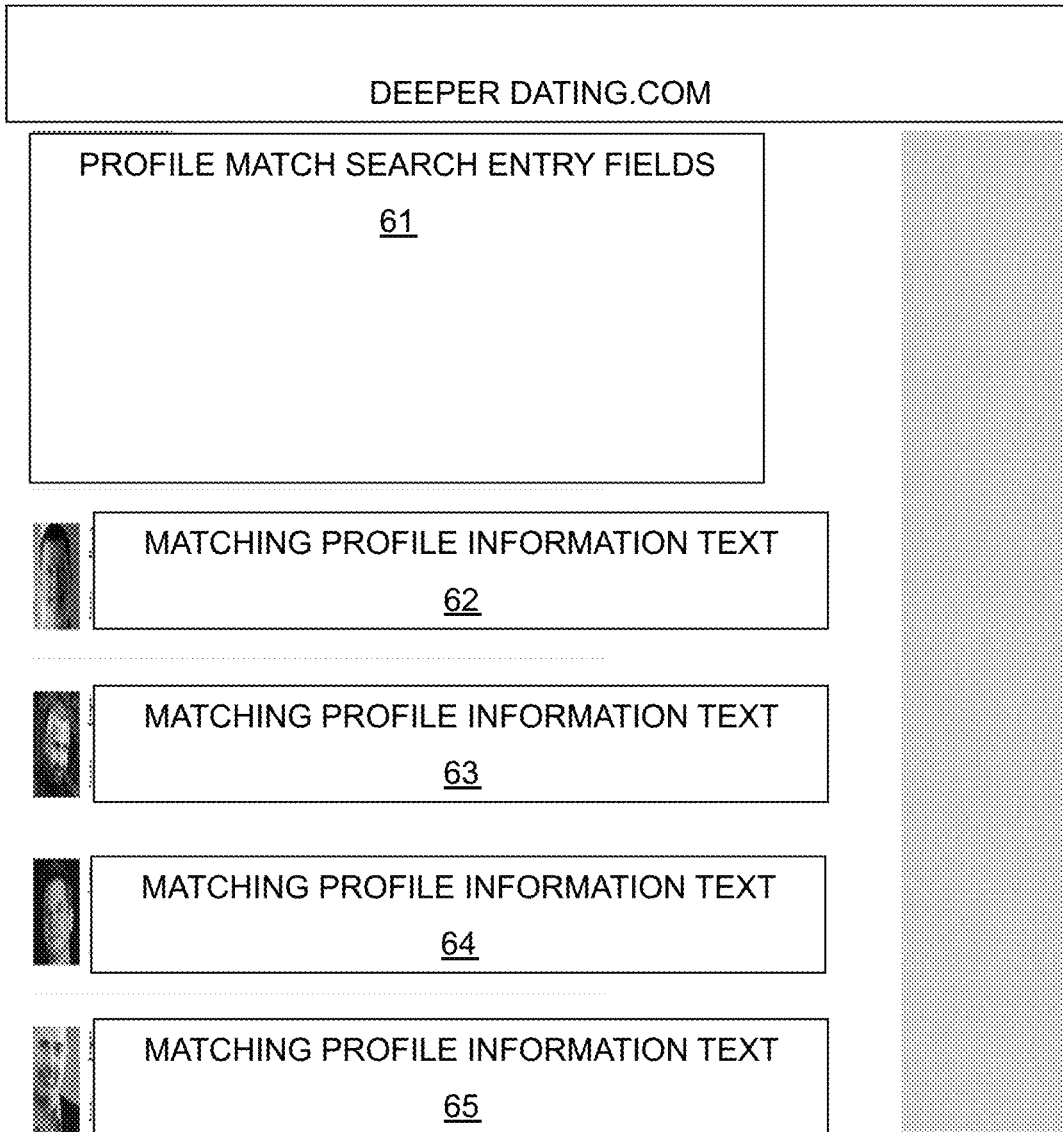 DEEPER DATING.COM
PROFILE MATCH SEARCH ENTRY FIELDS
61
MATCHING PROFILE INFORMATION TEXT
62
MATCHING PROFILE INFORMATION TEXT
63
MATCHING PROFILE INFORMATION TEXT
64
MATCHING PROFILE INFORMATION TEXT
65